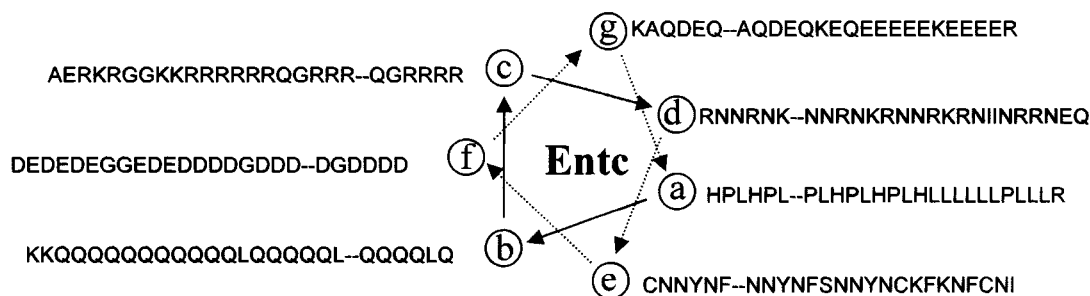 g KAQDEQ--AQDEQKEQEEEEEKEEEER
AERKRGGKKRRRRRRQGRRR--QGRRRR c
d RNNRNK--NNRNKRNNRKRNIINRRNEQ
DEDEDEGGEDEDDDDGDDD--DGDDDD f
Entc
a HPLHPL--PLHPLHPLHLLLLLLPLLLR
KKQQQQQQQQQQQLQQQQQL--QQQQLQ b
e CNNYNF--NNYNFSNNYNCKFKNFCNI